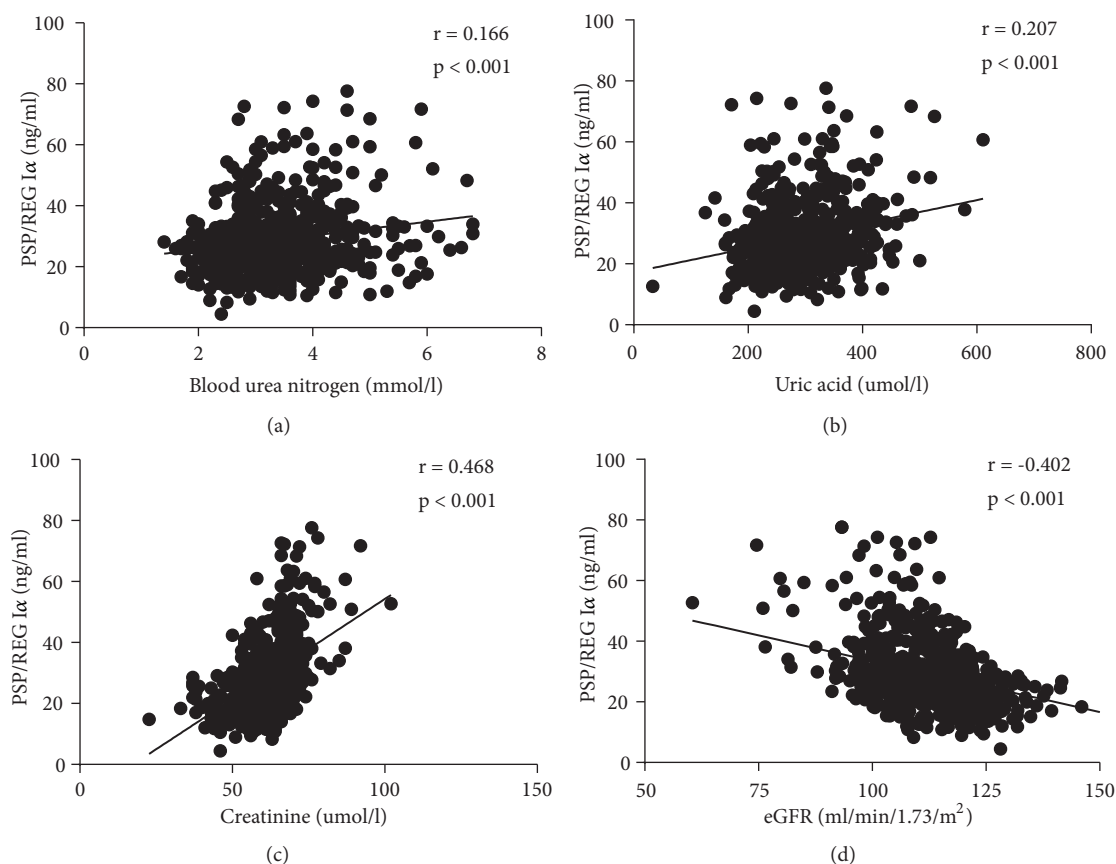 100
80
60
40
20
0
PSP/REG Iα (ng/ml)
r = 0.166
p < 0.001
0 2 4 6 8
Blood urea nitrogen (mmol/l)
(a)
100
80
60
40
20
0
PSP/REG Iα (ng/ml)
r = 0.207
p < 0.001
0 200 400 600 800
Uric acid (umol/l)
(b)
100
80
60
40
20
0
PSP/REG Iα (ng/ml)
r = 0.468
p < 0.001
0 50 100 150
Creatinine (umol/l)
(c)
100
80
60
40
20
0
PSP/REG Iα (ng/ml)
r = -0.402
p < 0.001
50 75 100 125 150
eGFR (ml/min/1.73/m²)
(d)